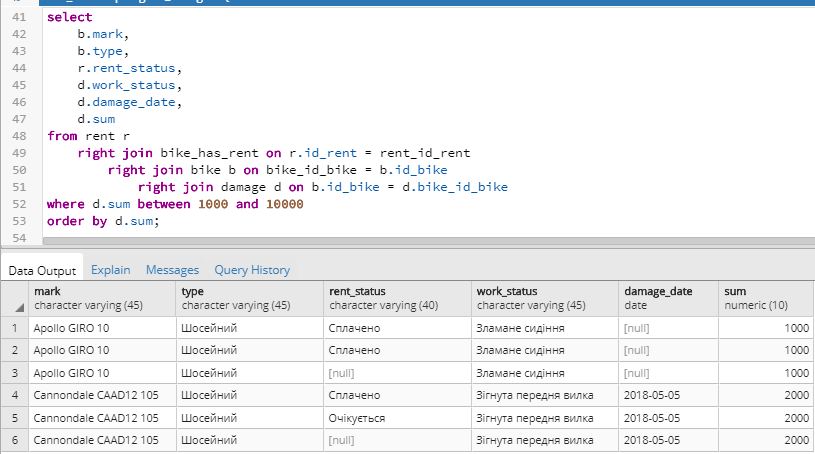 41 select
42 b.mark,
43 b.type,
44 r.rent_status,
45 d.work_status,
46 d.damage_date,
47 d.sum
48 from rent r
49 right join bike_has_rent on r.id_rent = rent_id_rent
50 right join bike b on bike_id_bike = b.id_bike
51 right join damage d on b.id_bike = d.bike_id_bike
52 where d.sum between 1000 and 10000
53 order by d.sum;
54
Data Output Explain Messages Query History
mark type rent_status work_status damage_date sum
character varying (45) character varying (45) character varying (40) character varying (45) date numeric (10)
1 Apollo GIRO 10 Шосейний Сплачено Зламане сидіння [null] 1000
2 Apollo GIRO 10 Шосейний Сплачено Зламане сидіння [null] 1000
3 Apollo GIRO 10 Шосейний [null] Зламане сидіння [null] 1000
4 Cannondale CAAD12 105 Шосейний Сплачено Зігнута передня вилка 2018-05-05 2000
5 Cannondale CAAD12 105 Шосейний Очікується Зігнута передня вилка 2018-05-05 2000
6 Cannondale CAAD12 105 Шосейний [null] Зігнута передня вилка 2018-05-05 2000